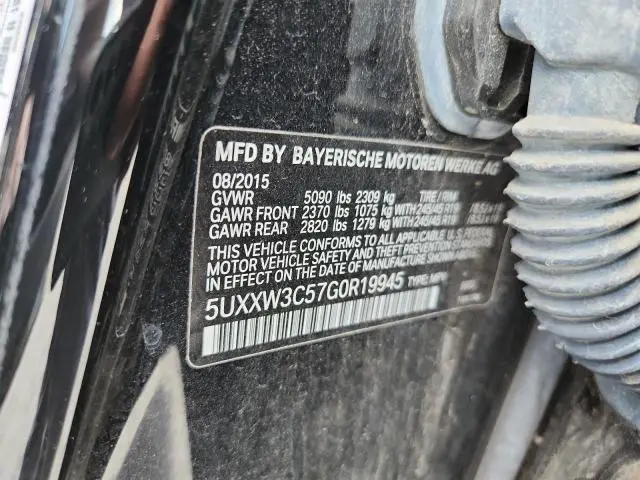 MFD BY BAYERISCHE MOTOREN WERKE AG
08/2015
GVWR 5090 lbs 2309 kg TIRE / RIM
GAWR FRONT 2370 lbs 1075 kg WITH 245/45 R19
GAWR REAR 2820 lbs 1279 kg WITH 245/45 R19
THIS VEHICLE CONFORMS TO ALL APPLICABLE U.S. FEDERAL
MOTOR VEHICLE SAFETY AND THEFT PREVENTION STANDARDS
IN EFFECT ON THE DATE OF MANUFACTURE SHOWN ABOVE.
5UXXW3C57G0R19945 TYPE: MPV